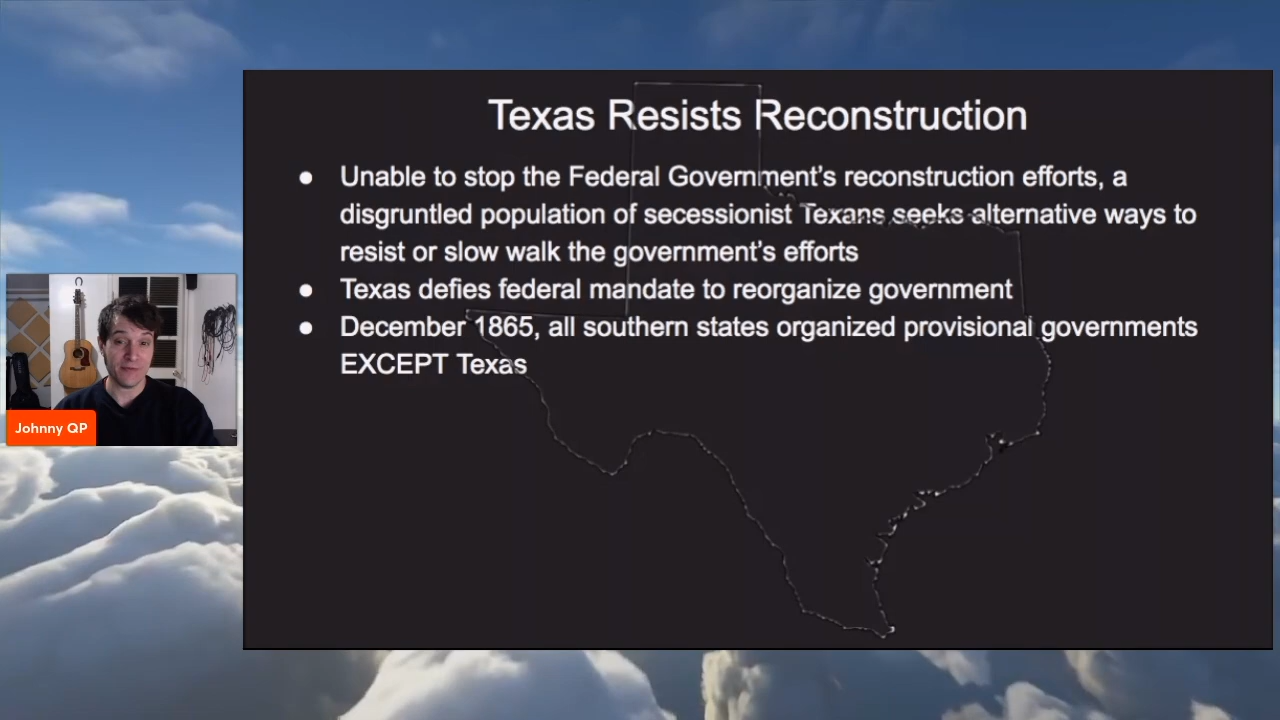 Texas Resists Reconstruction
● Unable to stop the Federal Government's reconstruction efforts, a
disgruntled population of secessionist Texans seeks alternative ways to
resist or slow walk the government's efforts
● Texas defies federal mandate to reorganize government
● December 1865, all southern states organized provisional governments
EXCEPT Texas
Johnny QP